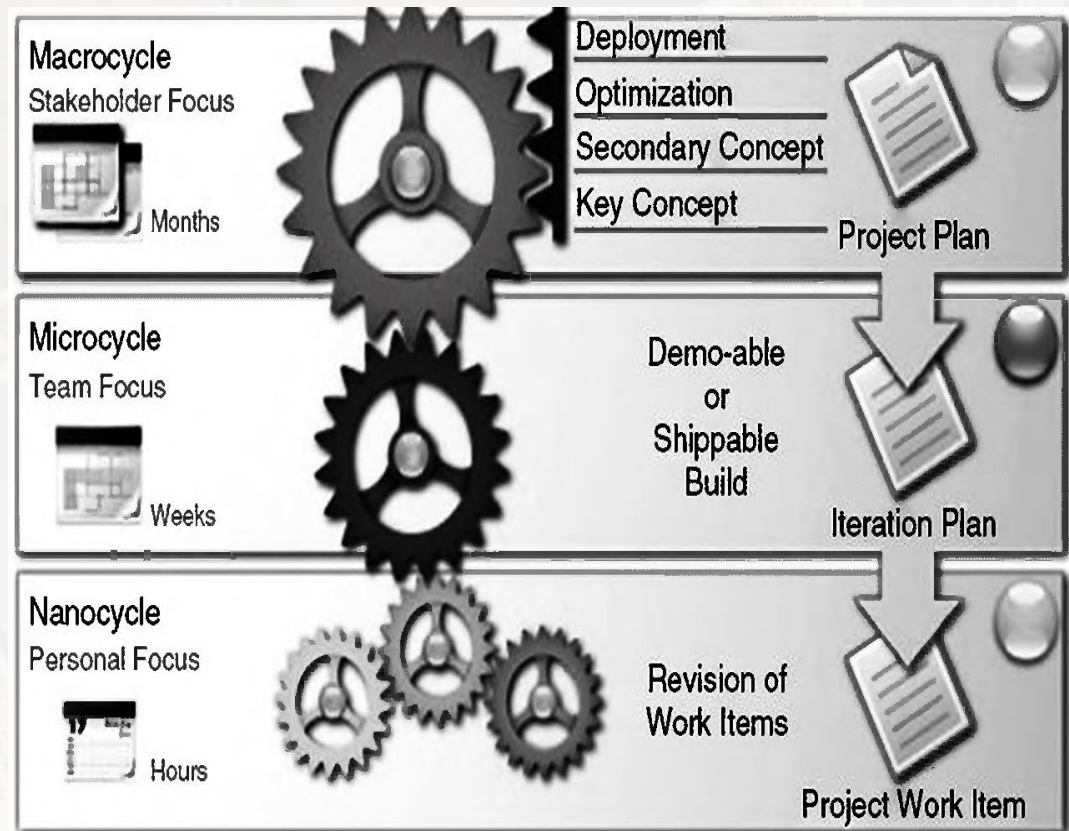 Macrocycle
Stakeholder Focus
Months
Deployment
Optimization
Secondary Concept
Key Concept
Project Plan
Microcycle
Team Focus
Weeks
Demo-able
or
Shippable
Build
Iteration Plan
Nanocycle
Personal Focus
Hours
Revision of
Work Items
Project Work Item